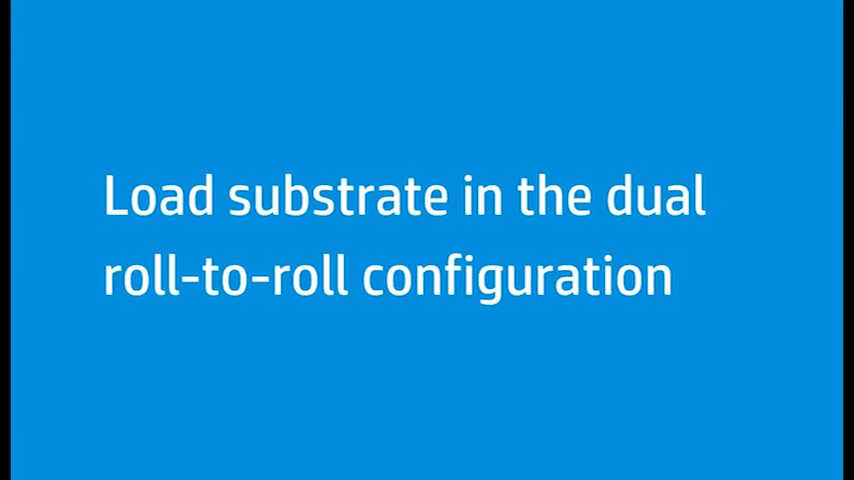 Load substrate in the dual
roll-to-roll configuration